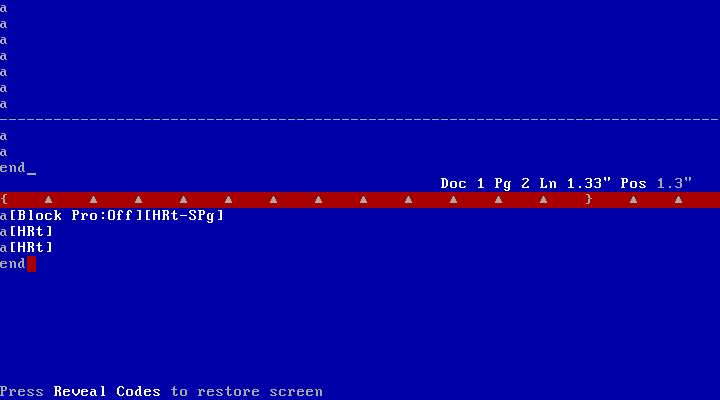 a
a
a
a
a
a
a
a
a
end_
Doc 1 Pg 2 Ln 1.33" Pos 1.3"
{ ▲ ▲ ▲ ▲ ▲ ▲ ▲ ▲ ▲ ▲ ▲ ▲ } ▲ ▲
a[Block Pro:Off][HRt-SPg]
a[HRt]
a[HRt]
end
Press Reveal Codes to restore screen